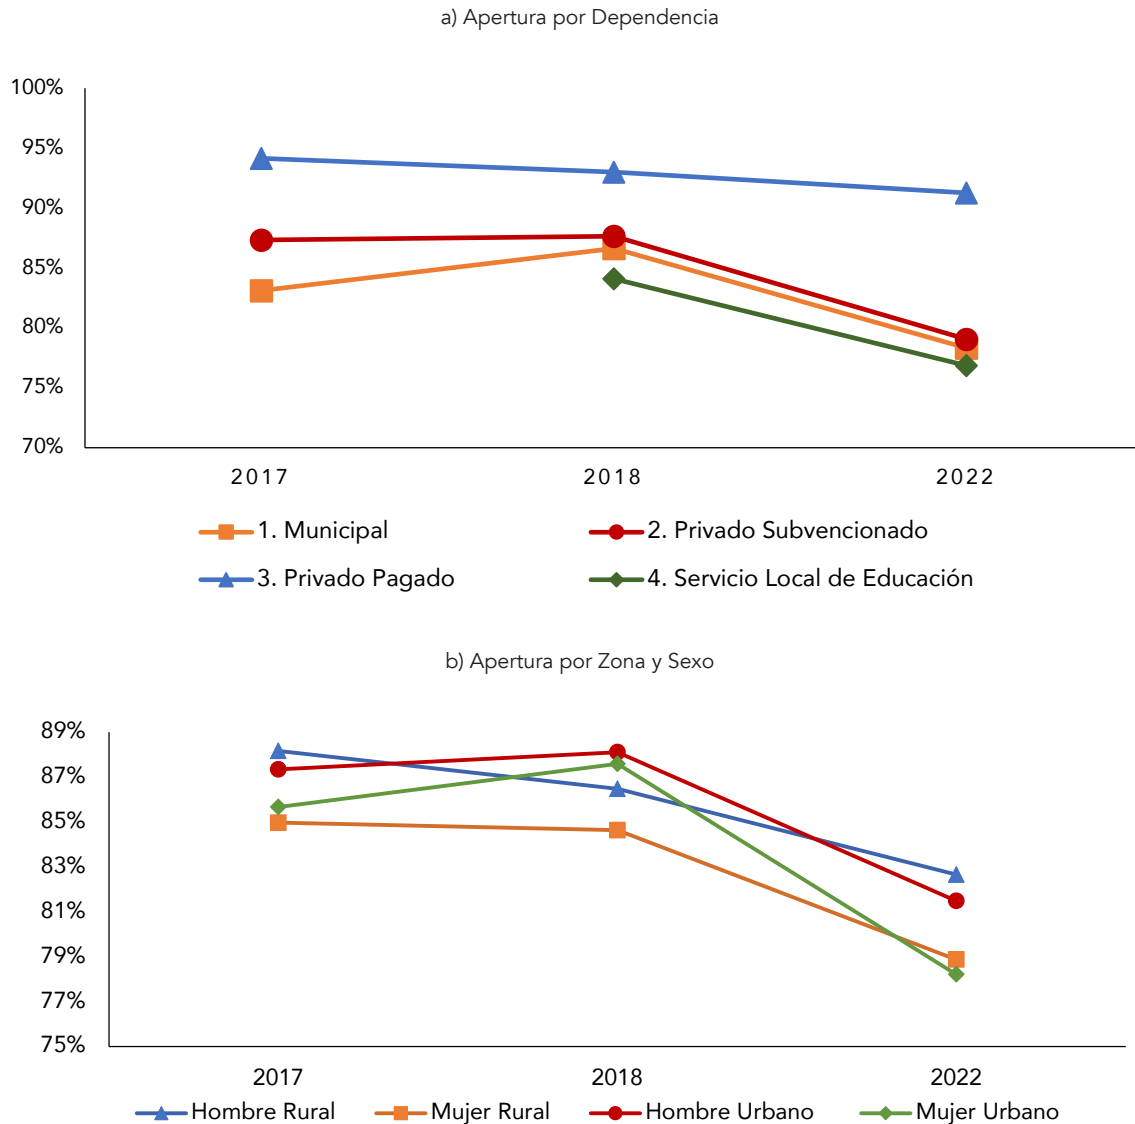 a) Apertura por Dependencia
100%
95%
90%
85%
80%
75%
70%
2017 2018 2022
1. Municipal 2. Privado Subvencionado
3. Privado Pagado 4. Servicio Local de Educación
b) Apertura por Zona y Sexo
89%
87%
85%
83%
81%
79%
77%
75%
2017 2018 2022
Hombre Rural Mujer Rural Hombre Urbano Mujer Urbano